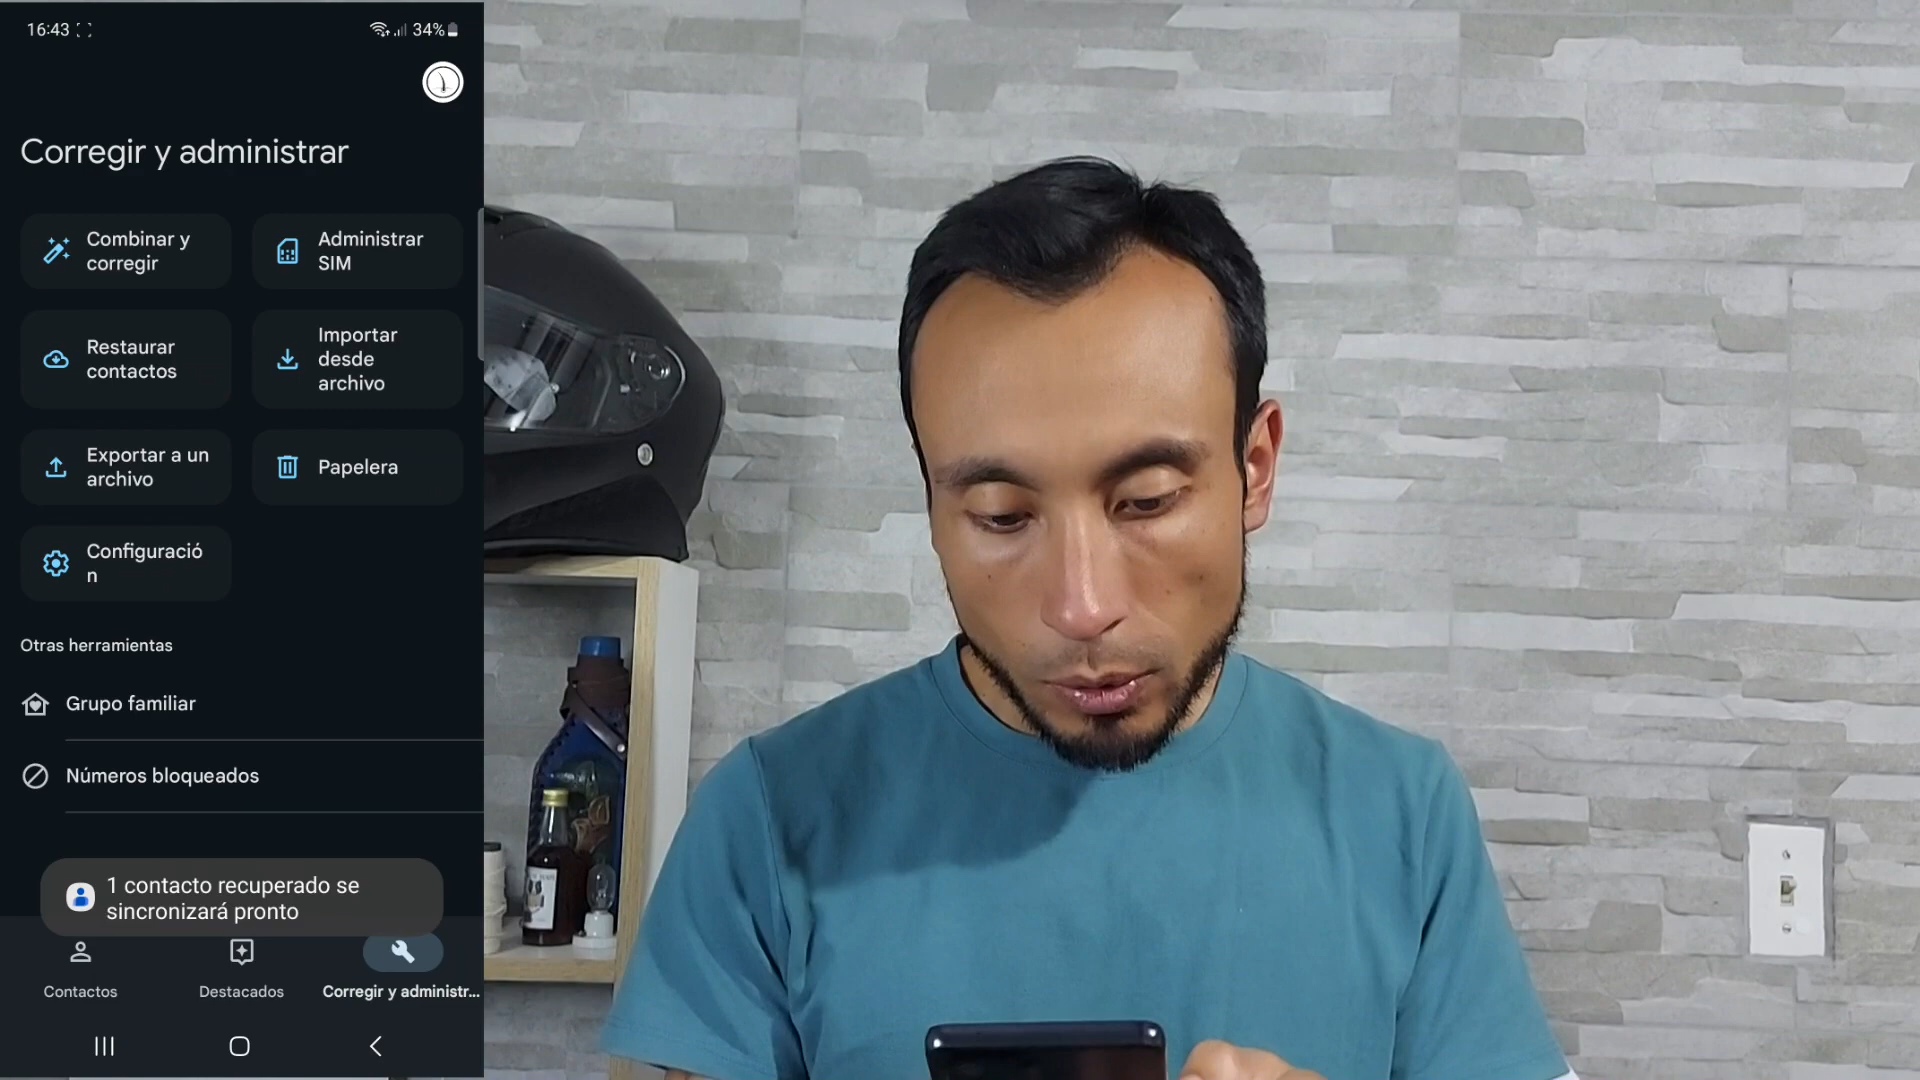 16:43
34%
Corregir y administrar
Combinar y
corregir
Administrar
SIM
Restaurar
contactos
Importar
desde
archivo
Exportar a un
archivo
Papelera
Configuració
n
Otras herramientas
Grupo familiar
Números bloqueados
1 contacto recuperado se
sincronizará pronto
Contactos
Destacados
Corregir y administr...